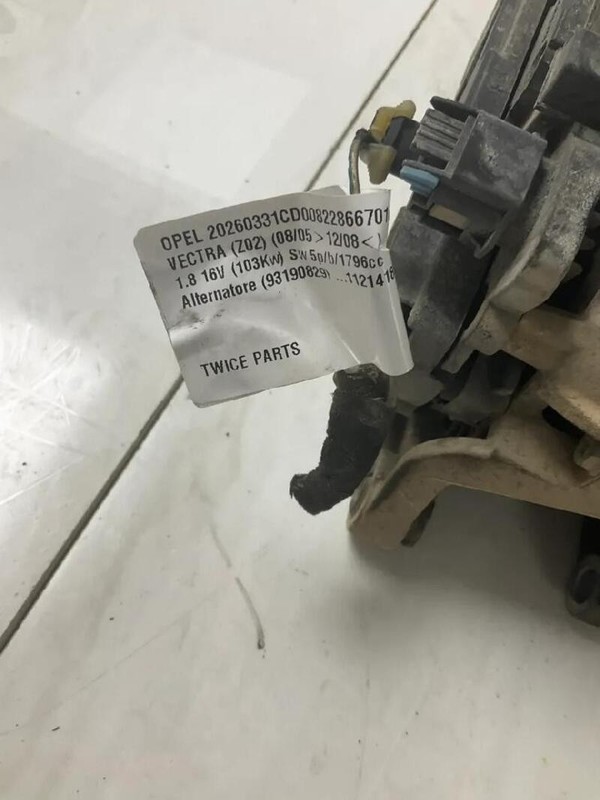 OPEL 20260331CD00822866701
VECTRA (Z02) (08/05 > 12/08 < )
1.8 16V (103Kw) SW 5p/b/1796cc
Alternatore (93190829) ...1121416
TWICE PARTS